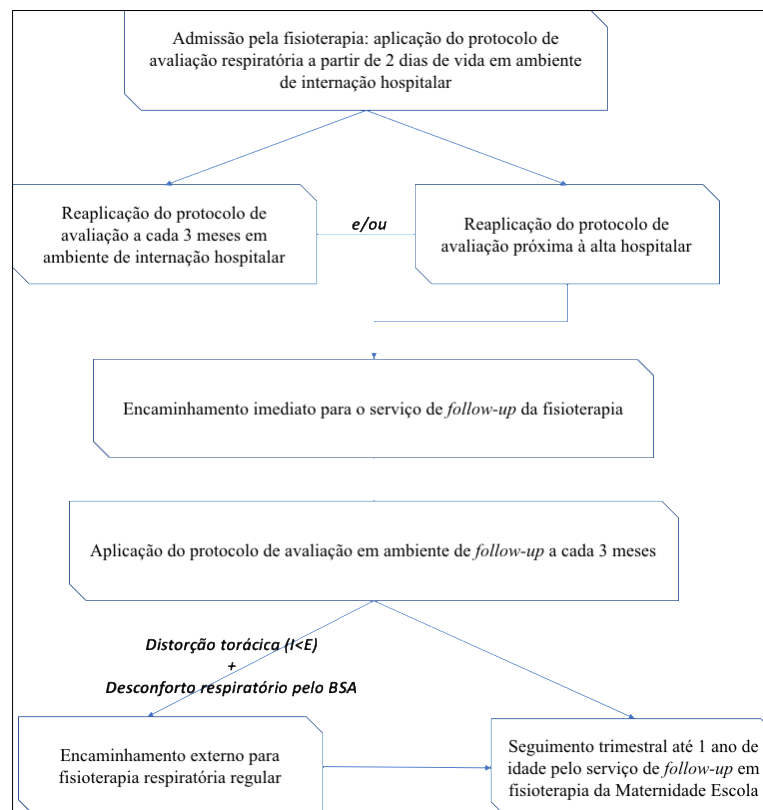 Admissão pela fisioterapia: aplicação do protocolo de
avaliação respiratória a partir de 2 dias de vida em ambiente
de internação hospitalar
Reaplicação do protocolo de
avaliação a cada 3 meses em
ambiente de internação hospitalar
e/ou
Reaplicação do protocolo de
avaliação próxima à alta hospitalar
Encaminhamento imediato para o serviço de follow-up da fisioterapia
Aplicação do protocolo de avaliação em ambiente de follow-up a cada 3 meses
Distorção torácica (I<E)
+
Desconforto respiratório pelo BSA
Encaminhamento externo para
fisioterapia respiratória regular
Seguimento trimestral até 1 ano de
idade pelo serviço de follow-up em
fisioterapia da Maternidade Escola